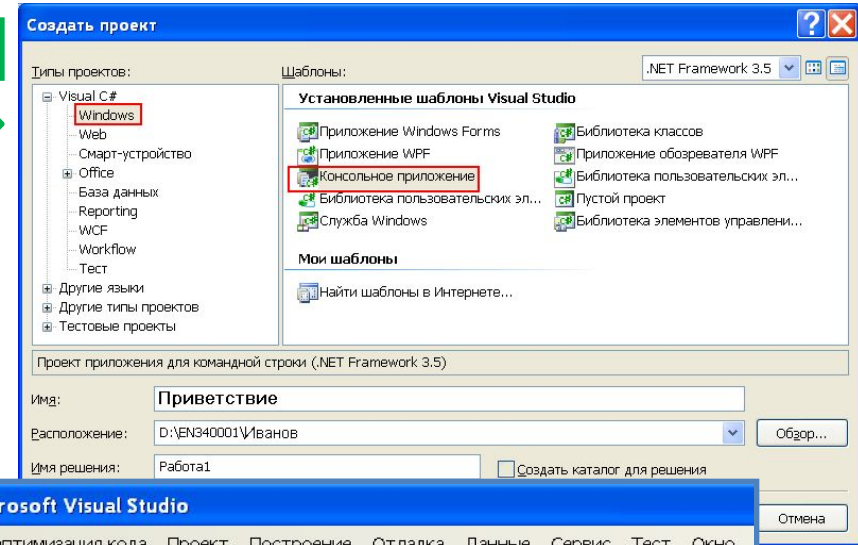 Создать проект
Типы проектов:
Шаблоны:
.NET Framework 3.5
Visual C#
Windows
Web
Смарт-устройство
Office
База данных
Reporting
WCF
Workflow
Тест
Другие языки
Другие типы проектов
Тестовые проекты
Установленные шаблоны Visual Studio
Приложение Windows Forms
Библиотека классов
Приложение WPF
Приложение обозревателя WPF
Консольное приложение
Библиотека пользовательских эл...
Библиотека пользовательских эл...
Пустой проект
Служба Windows
Библиотека элементов управлени...
Мои шаблоны
Найти шаблоны в Интернете...
Проект приложения для командной строки (.NET Framework 3.5)
Имя: Приветствие
Расположение: D:\EN340001\Иванов Обзор...
Имя решения: Работа1 Создать каталог для решения
Отмена
rosoft Visual Studio
птимизация кода Проект Построение Отладка Данные Сервис Тест Окно